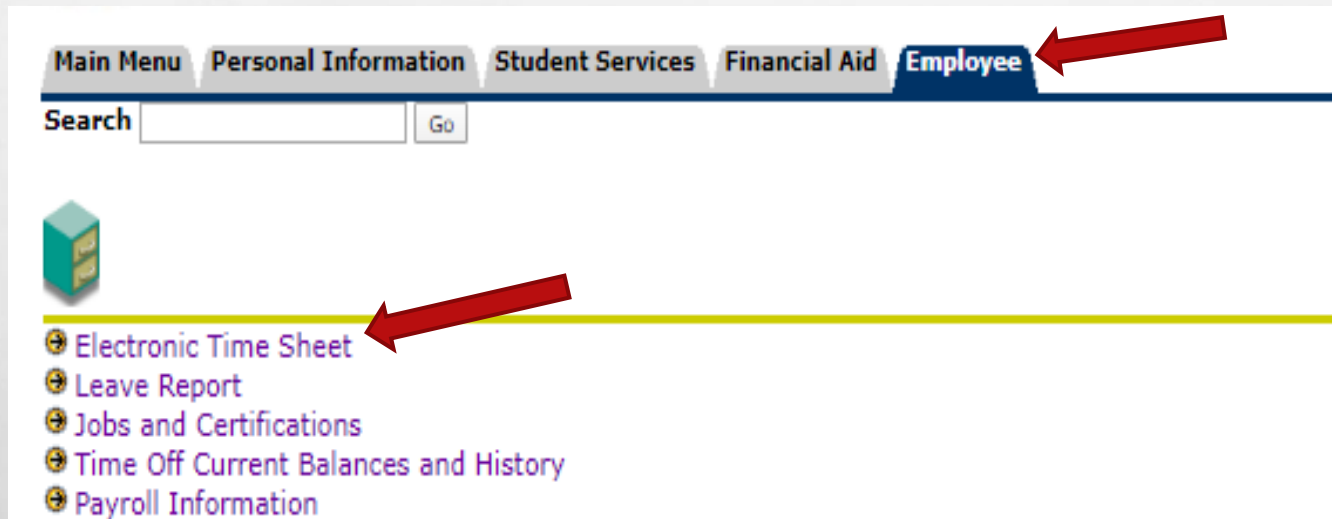 Main Menu Personal Information Student Services Financial Aid Employee
Search Go
Electronic Time Sheet
Leave Report
Jobs and Certifications
Time Off Current Balances and History
Payroll Information